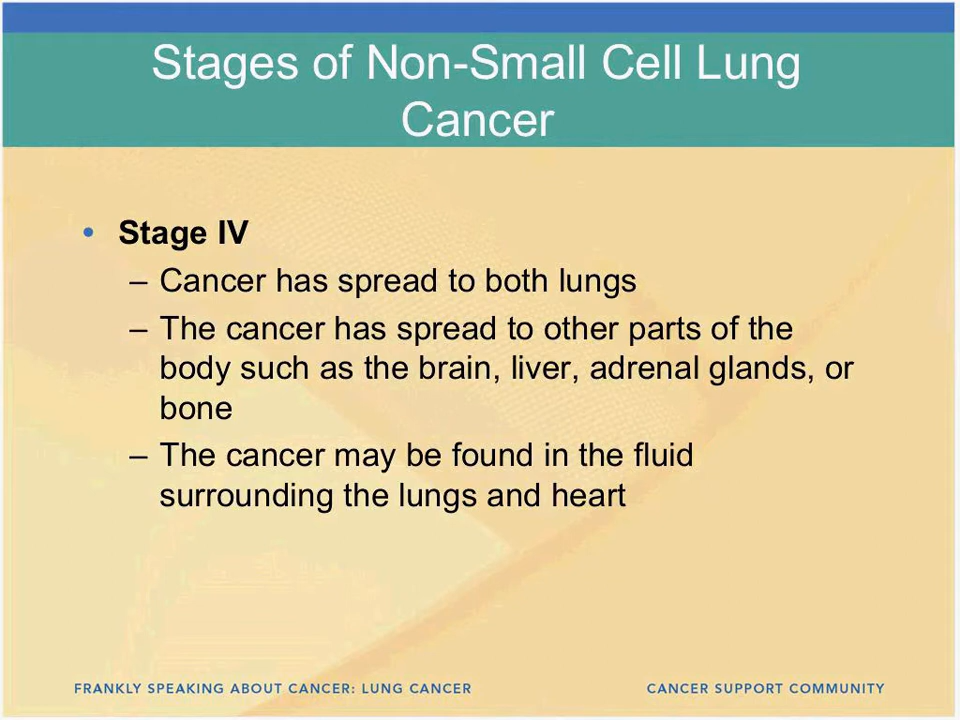 Stages of Non-Small Cell Lung
Cancer
• Stage IV
– Cancer has spread to both lungs
– The cancer has spread to other parts of the
body such as the brain, liver, adrenal glands, or
bone
– The cancer may be found in the fluid
surrounding the lungs and heart
FRANKLY SPEAKING ABOUT CANCER: LUNG CANCER
CANCER SUPPORT COMMUNITY